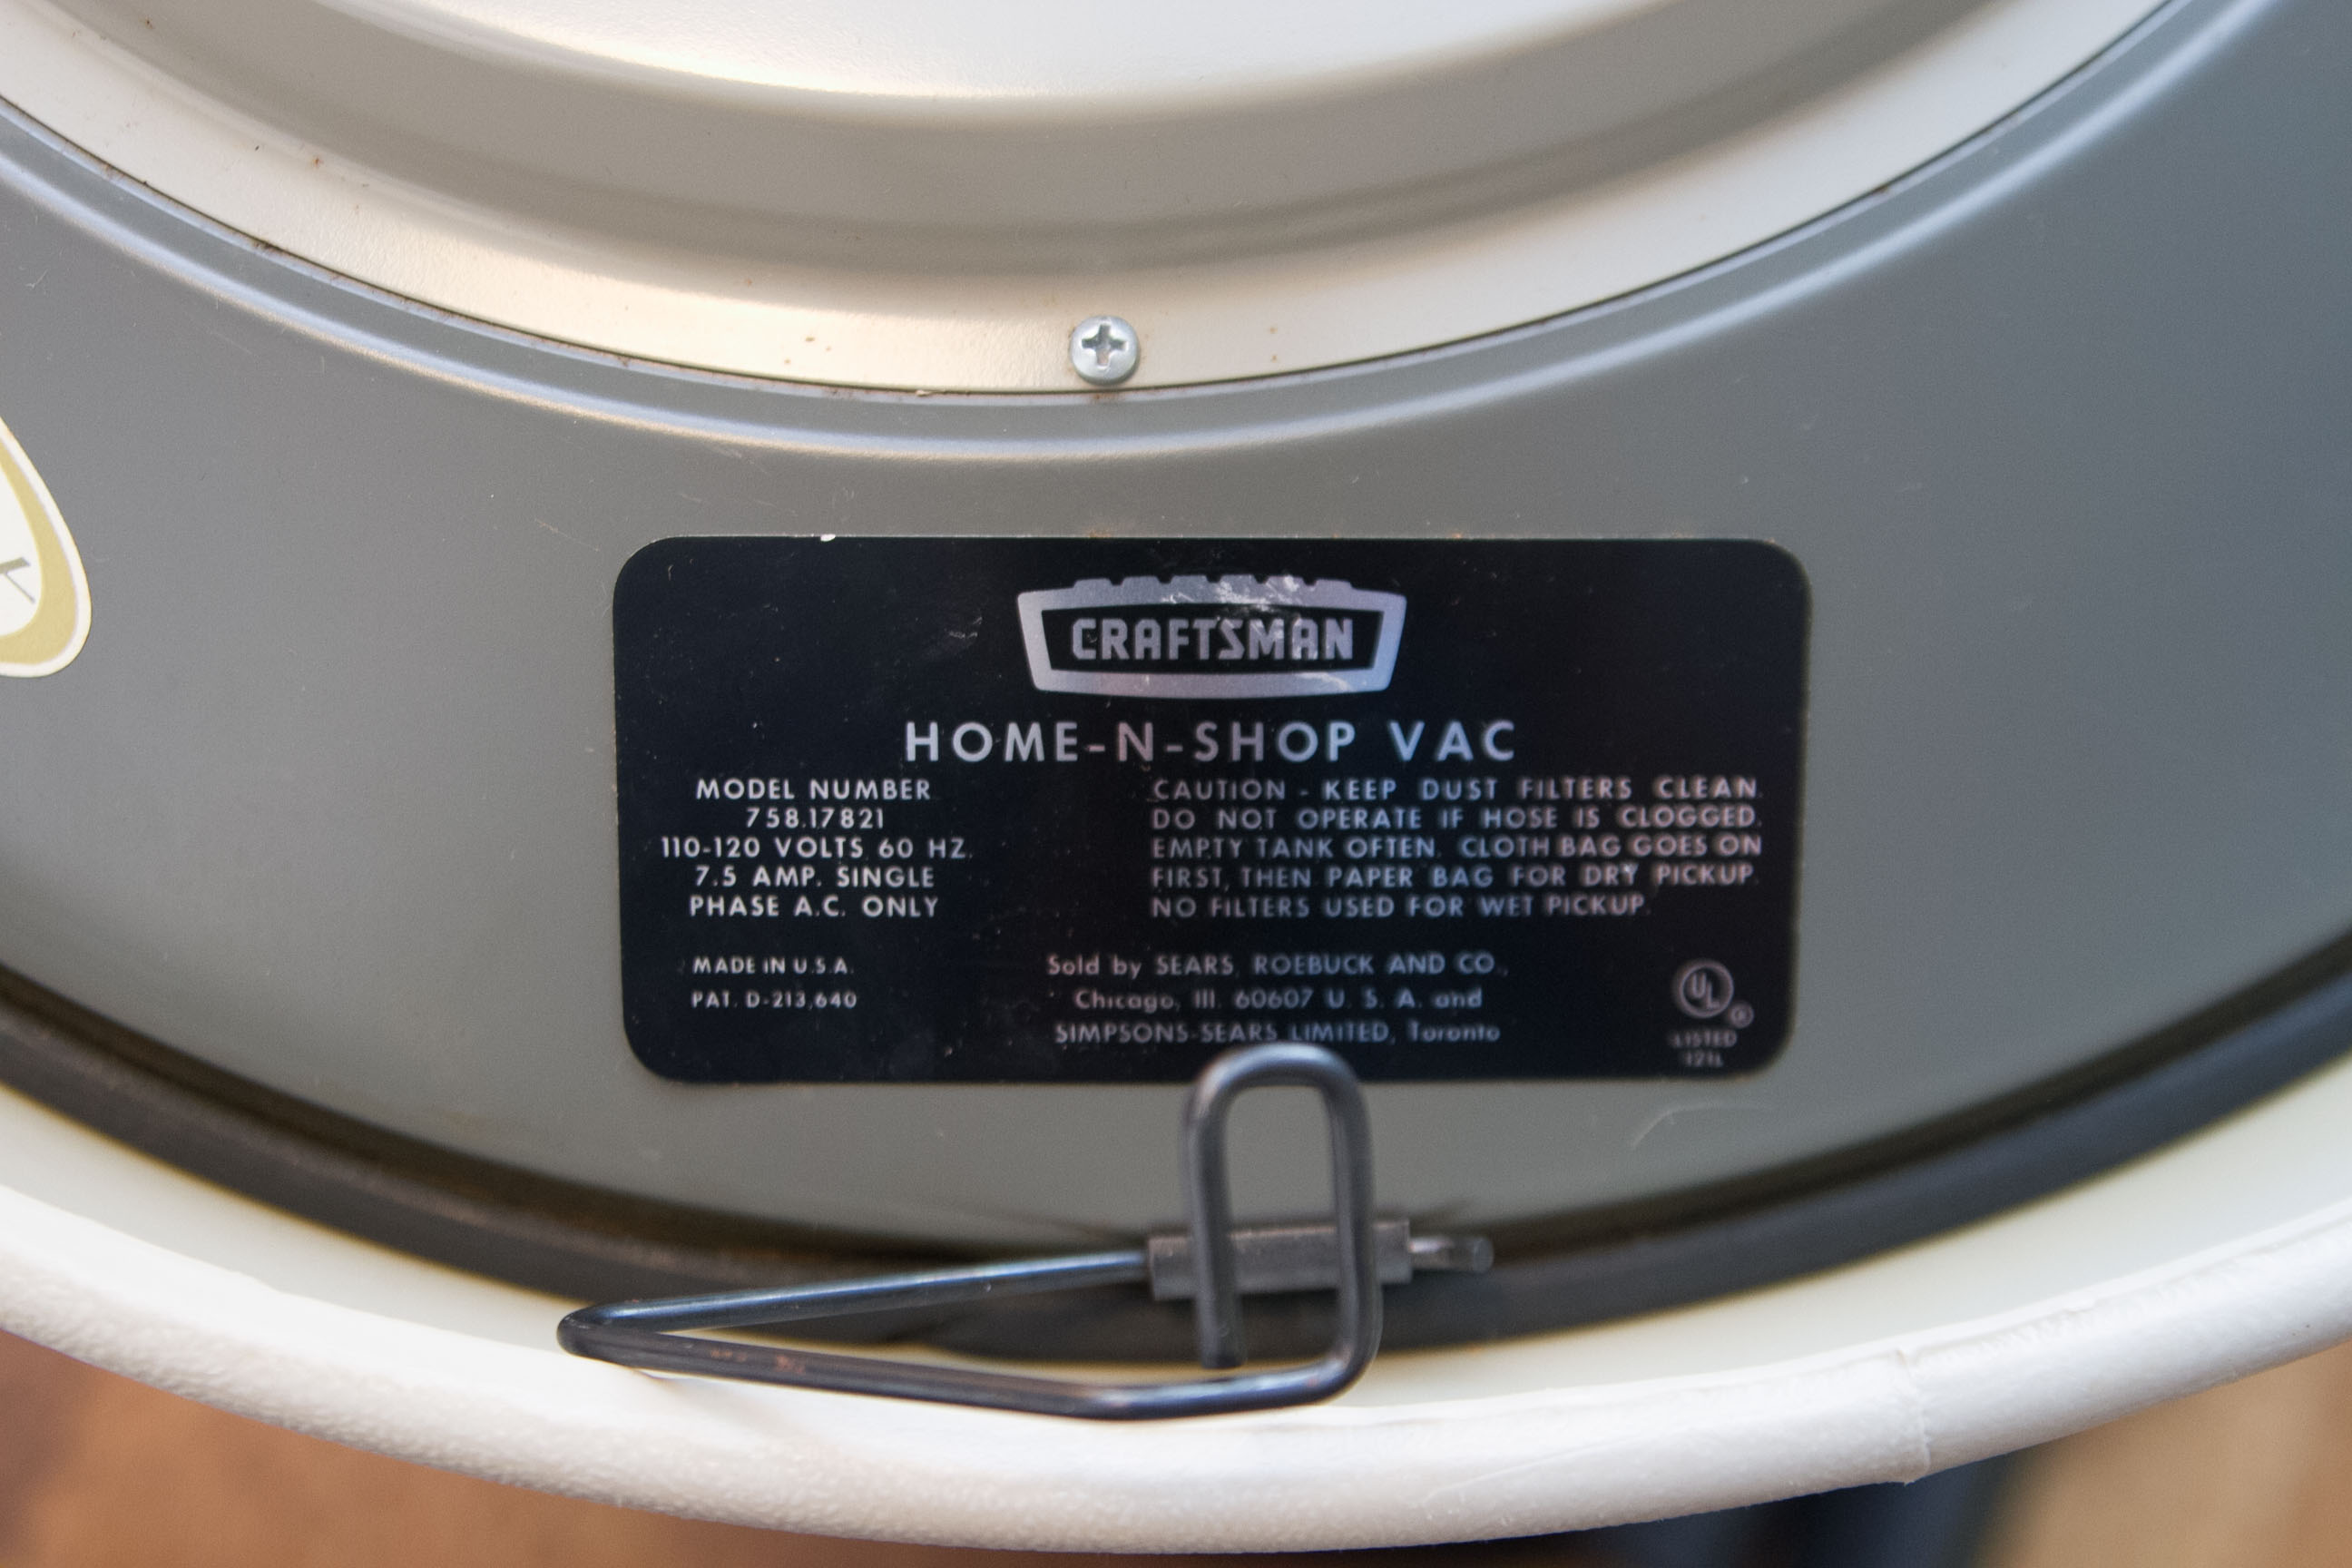 CRAFTSMAN
HOME-N-SHOP VAC
MODEL NUMBER
758.17821
110-120 VOLTS 60 HZ.
7.5 AMP. SINGLE
PHASE A.C. ONLY
CAUTION - KEEP DUST FILTERS CLEAN.
DO NOT OPERATE IF HOSE IS CLOGGED.
EMPTY TANK OFTEN. CLOTH BAG GOES ON
FIRST, THEN PAPER BAG FOR DRY PICKUP.
NO FILTERS USED FOR WET PICKUP.
MADE IN U.S.A.
PAT. D-213,640
Sold by SEARS, ROEBUCK AND CO.,
Chicago, Ill. 60607 U. S. A. and
SIMPSONS-SEARS LIMITED, Toronto
UL
®
LISTED